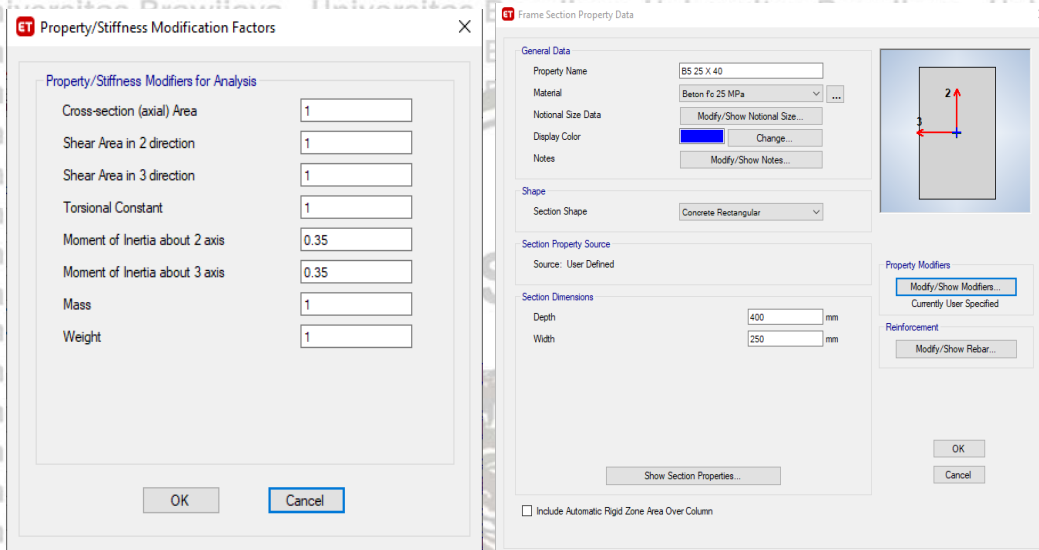 ET Property/Stiffness Modification Factors
Property/Stiffness Modifiers for Analysis
Cross-section (axial) Area 1
Shear Area in 2 direction 1
Shear Area in 3 direction 1
Torsional Constant 1
Moment of Inertia about 2 axis 0.35
Moment of Inertia about 3 axis 0.35
Mass 1
Weight 1
OK Cancel
ET Frame Section Property Data
General Data
Property Name B5 25 X 40
Material Beton f'c 25 MPa ...
Notional Size Data Modify/Show Notional Size...
Display Color Change...
Notes Modify/Show Notes...
Shape
Section Shape Concrete Rectangular
Section Property Source
Source: User Defined
Section Dimensions
Depth 400 mm
Width 250 mm
Show Section Properties...
Include Automatic Rigid Zone Area Over Column
2
3
Property Modifiers
Modify/Show Modifiers...
Currently User Specified
Reinforcement
Modify/Show Rebar...
OK
Cancel